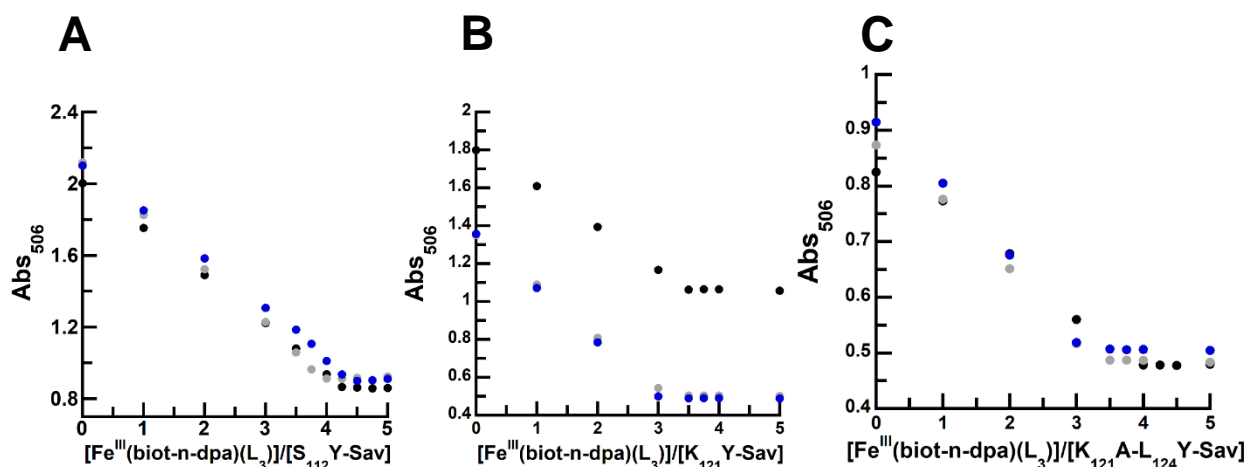 A
Abs506
2.4
2
1.6
1.2
0.8
0 1 2 3 4 5
[FeIII(biot-n-dpa)(L3)]/[S112Y-Sav]
B
Abs506
2
1.8
1.6
1.4
1.2
1
0.8
0.6
0.4
0 1 2 3 4 5
[FeIII(biot-n-dpa)(L3)]/[K121Y-Sav]
C
Abs506
1
0.9
0.8
0.7
0.6
0.5
0.4
0 1 2 3 4 5
[FeIII(biot-n-dpa)(L3)]/[K121A-L124Y-Sav]